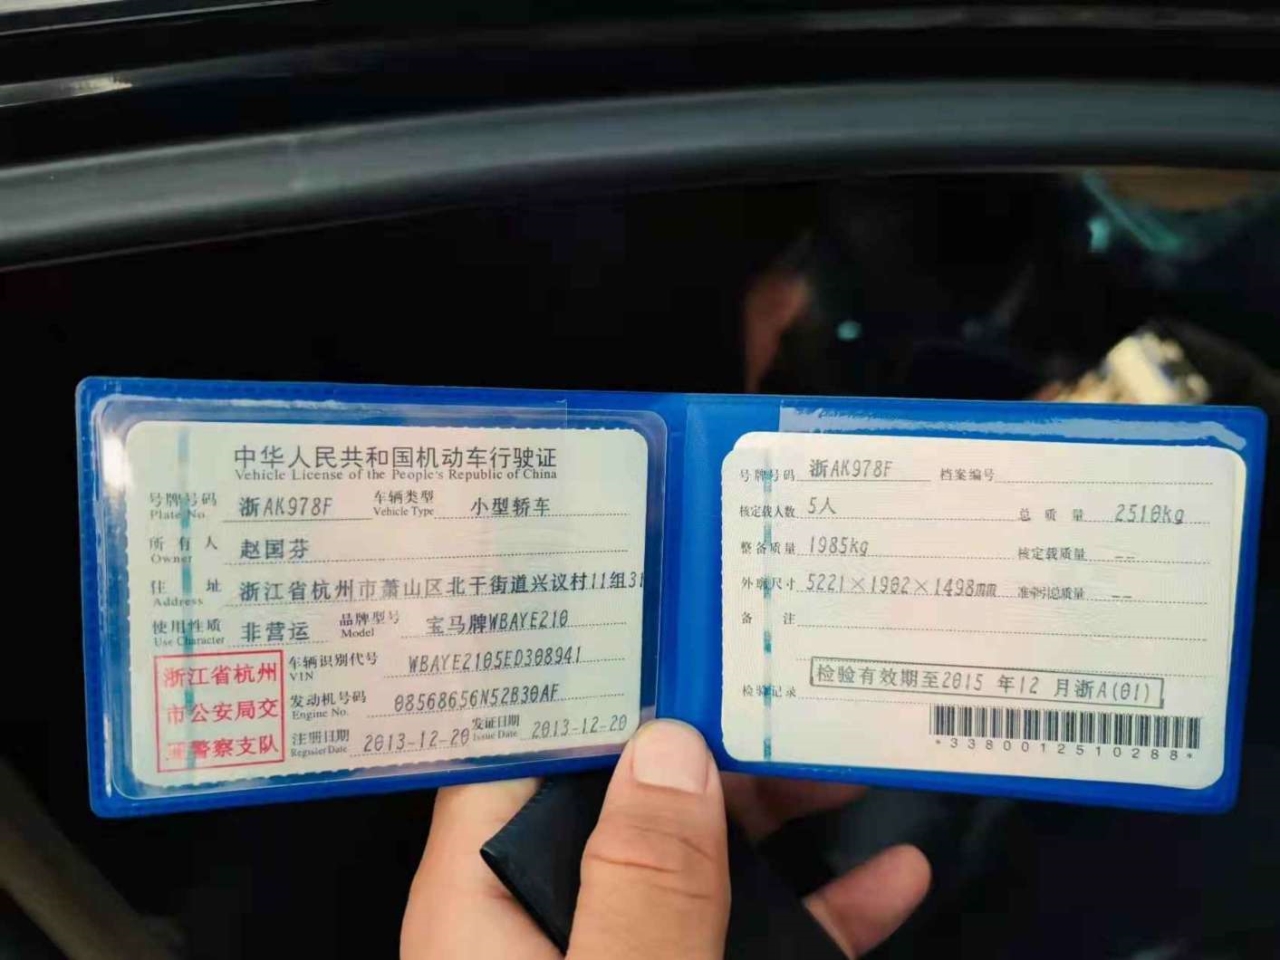 中华人民共和国机动车行驶证
Vehicle License of the People's Republic of China
号牌号码 浙AK978F 车辆类型 小型轿车
Plate No. Vehicle Type
所有人 赵国芬
Owner
住址 浙江省杭州市萧山区北干街道兴议村11组31
Address
使用性质 非营运 品牌型号 宝马牌WBAYE210
Use Character Model
浙江省杭州
市公安局交
警察支队
车辆识别代号 WBAYE2105ED308941
VIN
发动机号码 08568656N52B30AF
Engine No.
注册日期 2013-12-20 发证日期 2013-12-20
Register Date Issue Date
号牌号码 浙AK978F 档案编号
核定载人数 5人 总质量 2510kg
整备质量 1985kg 核定载质量 --
外廓尺寸 5221×1902×1498mm 准牵引总质量 --
备注
检验有效期至2015年12月浙A(01)
检验记录
*3380012510288*